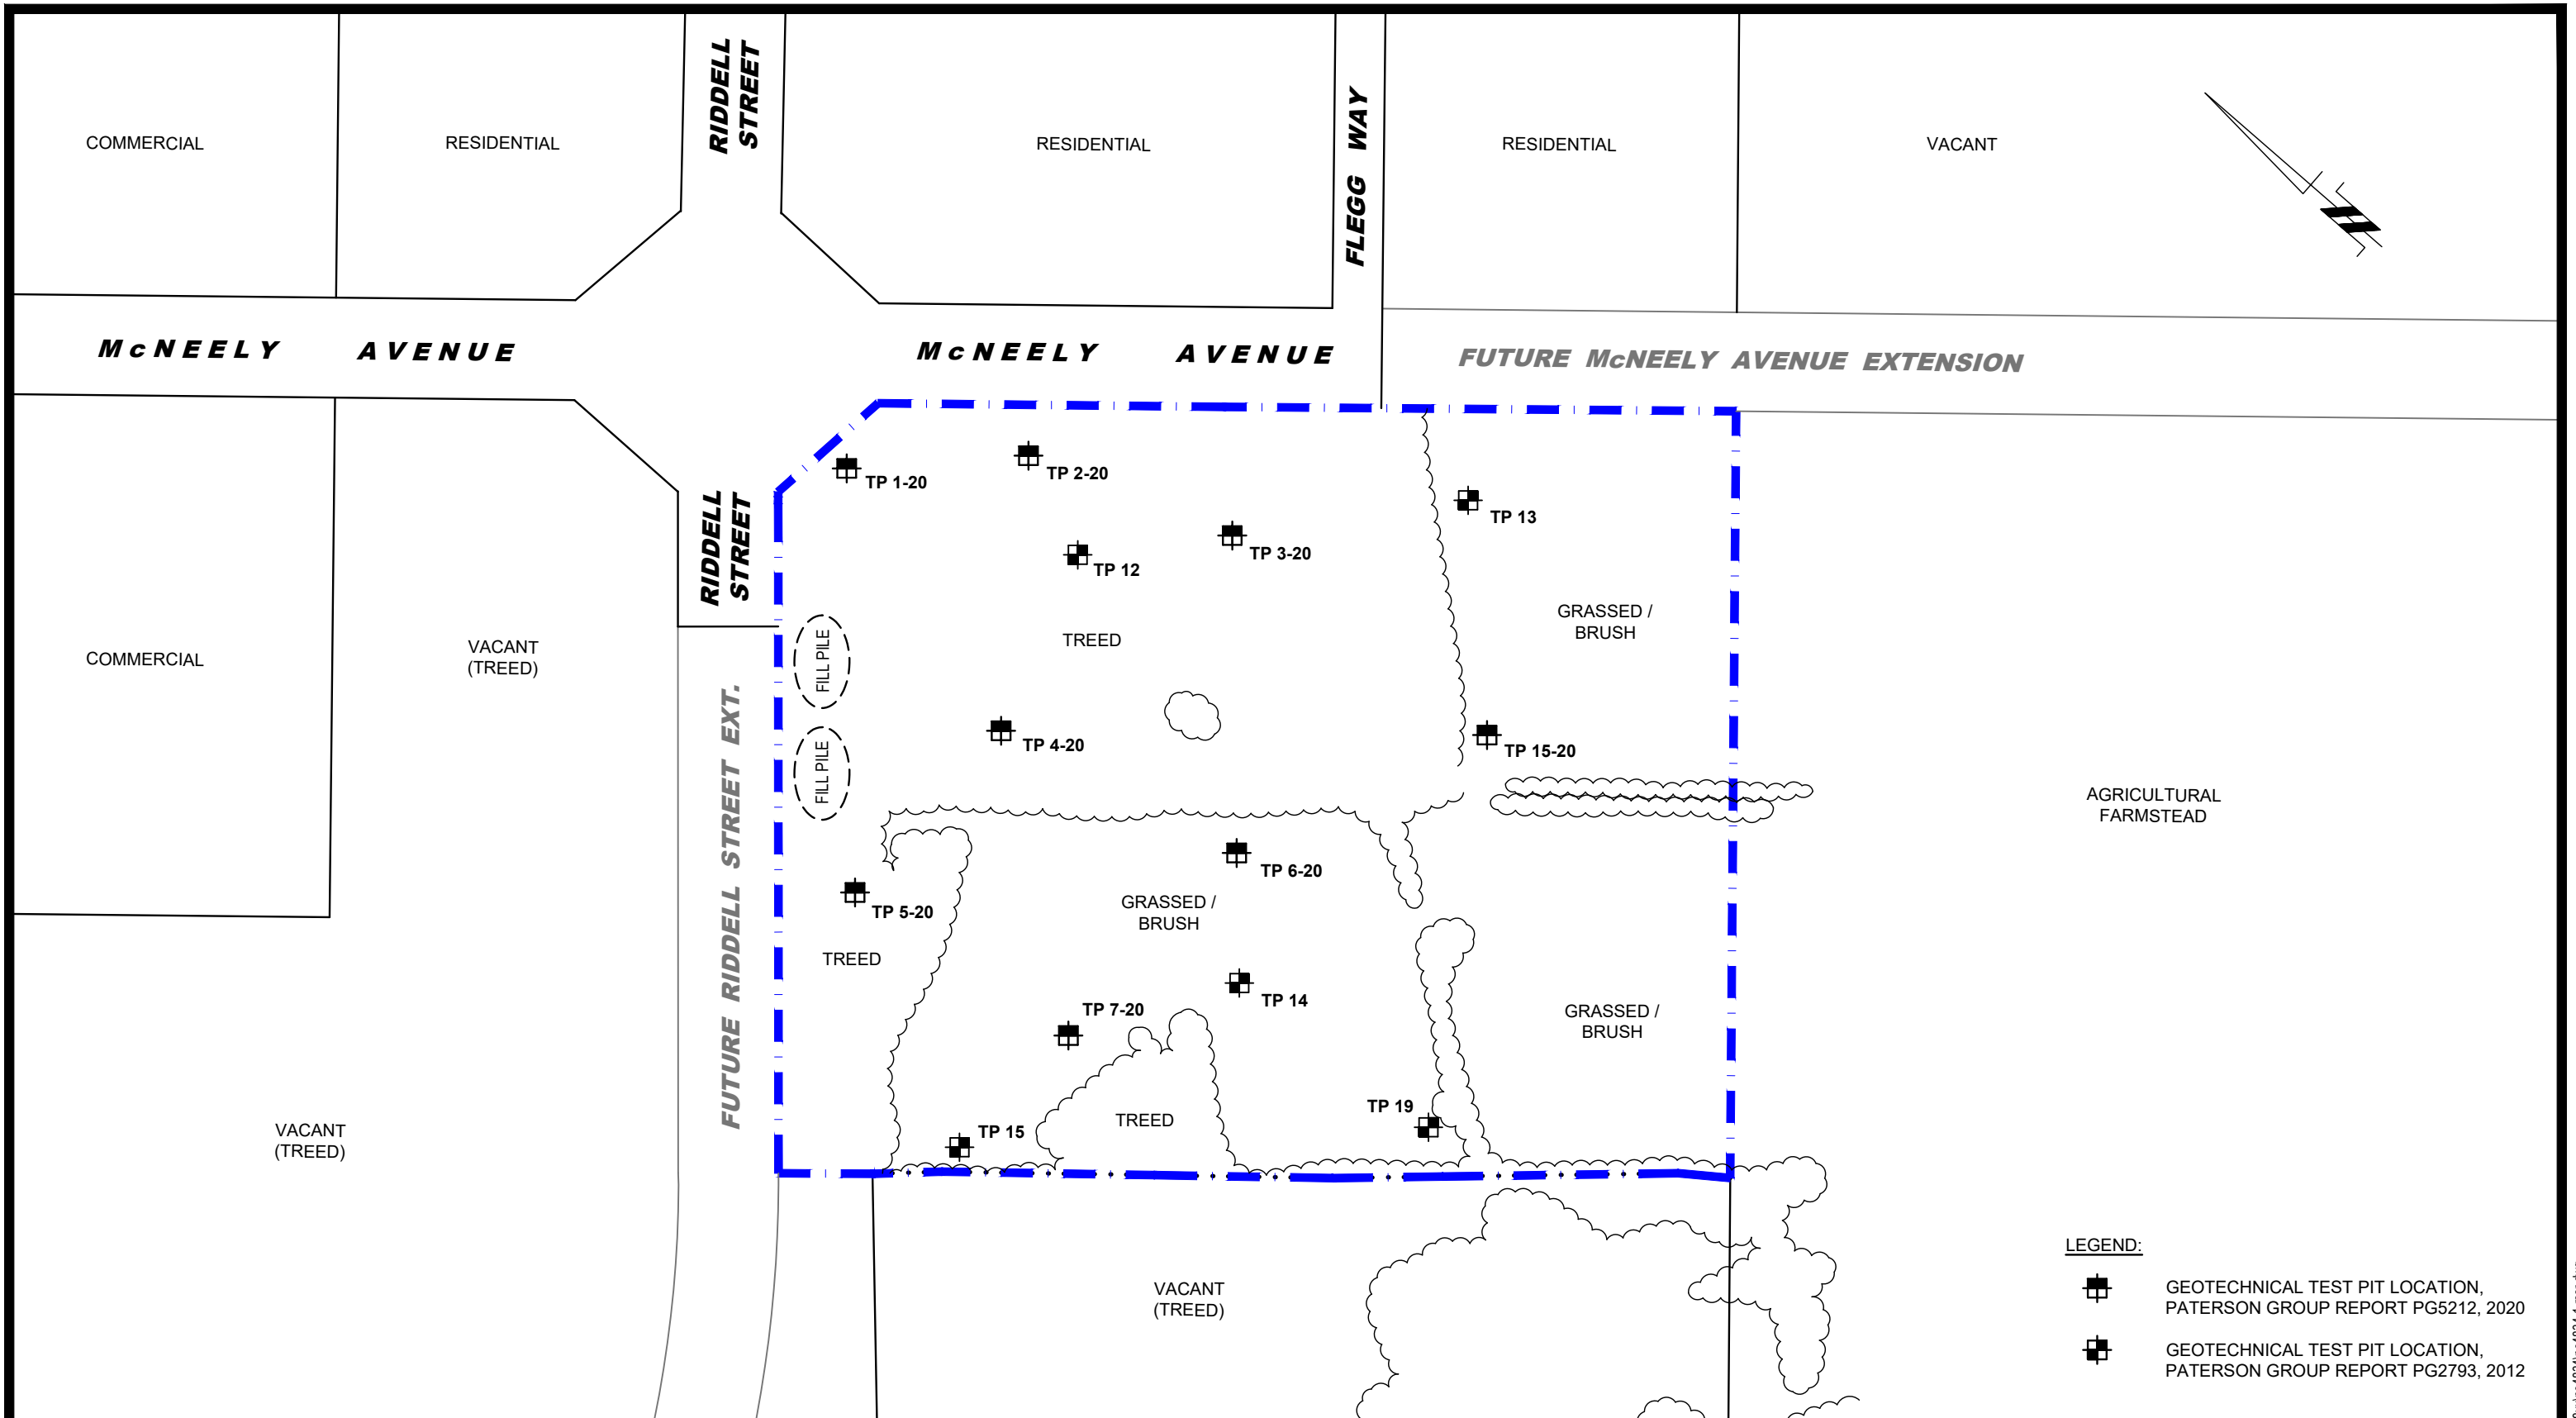 RIDDELL
STREET
COMMERCIAL
RESIDENTIAL
RESIDENTIAL
FLEGG WAY
RESIDENTIAL
VACANT
McNEELY AVENUE
McNEELY AVENUE
FUTURE McNEELY AVENUE EXTENSION
TP 1-20
TP 2-20
TP 13
RIDDELL
STREET
TP 3-20
TP 12
GRASSED /
BRUSH
COMMERCIAL
VACANT
(TREED)
FILL PILE
TREED
FUTURE RIDDELL STREET EXT.
FILL PILE
TP 4-20
TP 15-20
AGRICULTURAL
FARMSTEAD
TP 6-20
TP 5-20
GRASSED /
BRUSH
TREED
TP 14
TP 7-20
GRASSED /
BRUSH
TP 19
TREED
TP 15
VACANT
(TREED)
VACANT
(TREED)
LEGEND:
GEOTECHNICAL TEST PIT LOCATION,
PATERSON GROUP REPORT PG5212, 2020
GEOTECHNICAL TEST PIT LOCATION,
PATERSON GROUP REPORT PG2793, 2012